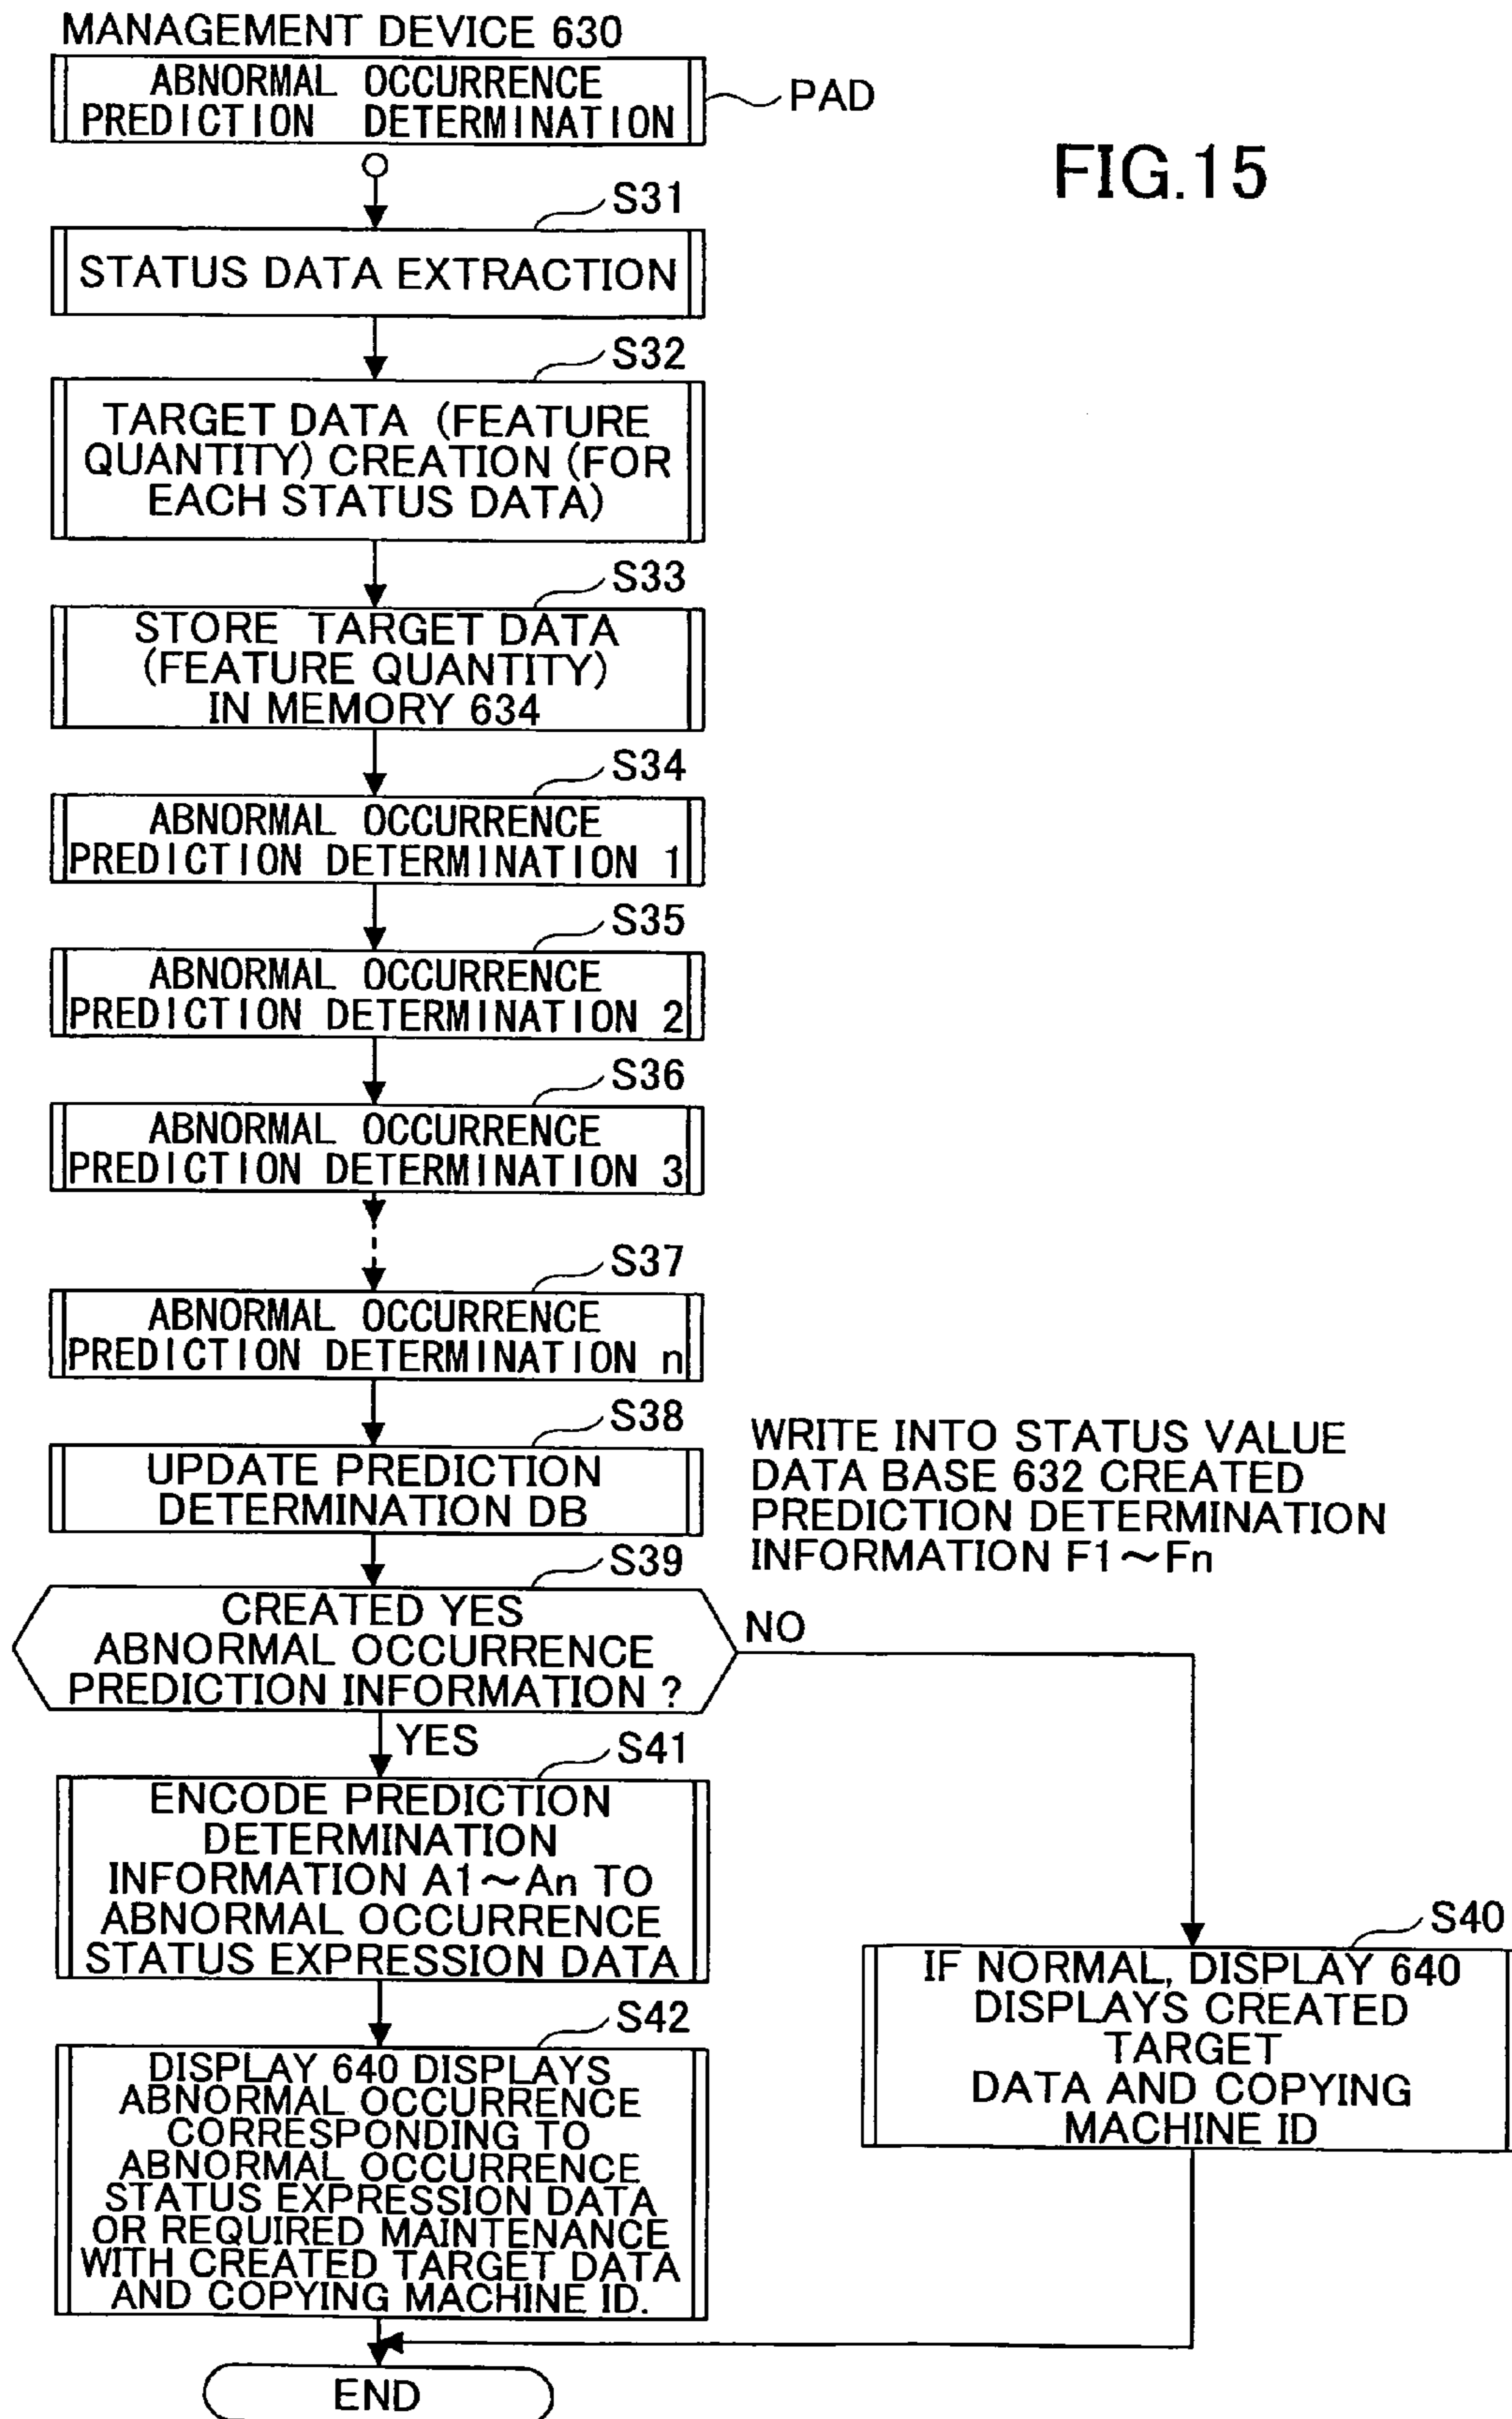 MANAGEMENT DEVICE 630
ABNORMAL OCCURRENCE
PREDICTION DETERMINATION
PAD
FIG.15
S31
STATUS DATA EXTRACTION
S32
TARGET DATA (FEATURE
QUANTITY) CREATION (FOR
EACH STATUS DATA)
S33
STORE TARGET DATA
(FEATURE QUANTITY)
IN MEMORY 634
S34
ABNORMAL OCCURRENCE
PREDICTION DETERMINATION 1
S35
ABNORMAL OCCURRENCE
PREDICTION DETERMINATION 2
S36
ABNORMAL OCCURRENCE
PREDICTION DETERMINATION 3
S37
ABNORMAL OCCURRENCE
PREDICTION DETERMINATION n
S38
UPDATE PREDICTION
DETERMINATION DB
WRITE INTO STATUS VALUE
DATA BASE 632 CREATED
PREDICTION DETERMINATION
INFORMATION F1～Fn
S39
CREATED YES
ABNORMAL OCCURRENCE
PREDICTION INFORMATION ?
NO
YES
S41
ENCODE PREDICTION
DETERMINATION
INFORMATION A1～An TO
ABNORMAL OCCURRENCE
STATUS EXPRESSION DATA
S40
IF NORMAL, DISPLAY 640
DISPLAYS CREATED
TARGET
DATA AND COPYING
MACHINE ID
S42
DISPLAY 640 DISPLAYS
ABNORMAL OCCURRENCE
CORRESPONDING TO
ABNORMAL OCCURRENCE
STATUS EXPRESSION DATA
OR REQUIRED MAINTENANCE
WITH CREATED TARGET DATA
AND COPYING MACHINE ID.
END